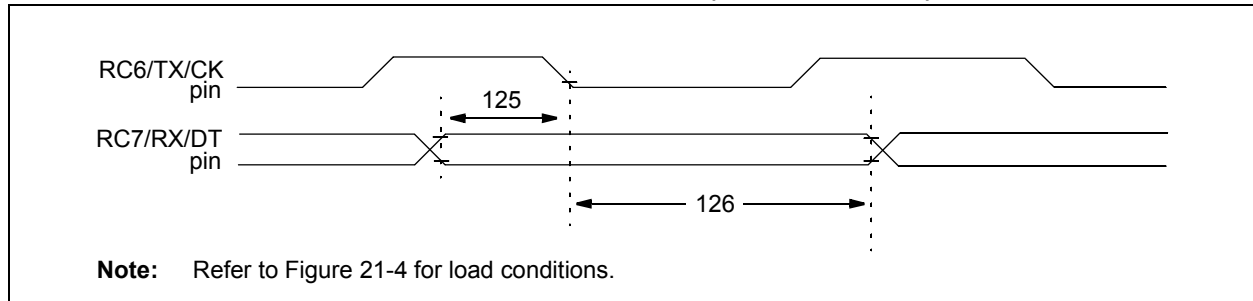 RC6/TX/CK
pin
125
RC7/RX/DT
pin
126
Note: Refer to Figure 21-4 for load conditions.